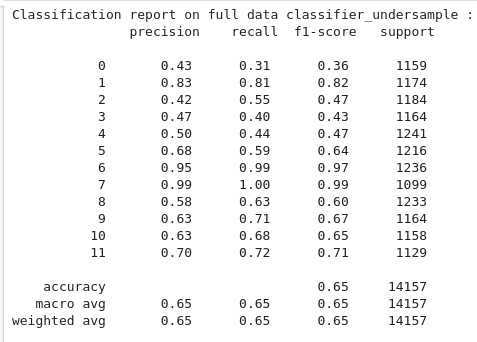 Classification report on full data classifier_undersample :
precision recall f1-score support
0 0.43 0.31 0.36 1159
1 0.83 0.81 0.82 1174
2 0.42 0.55 0.47 1184
3 0.47 0.40 0.43 1164
4 0.50 0.44 0.47 1241
5 0.68 0.59 0.64 1216
6 0.95 0.99 0.97 1236
7 0.99 1.00 0.99 1099
8 0.58 0.63 0.60 1233
9 0.63 0.71 0.67 1164
10 0.63 0.68 0.65 1158
11 0.70 0.72 0.71 1129
accuracy 0.65 14157
macro avg 0.65 0.65 0.65 14157
weighted avg 0.65 0.65 0.65 14157